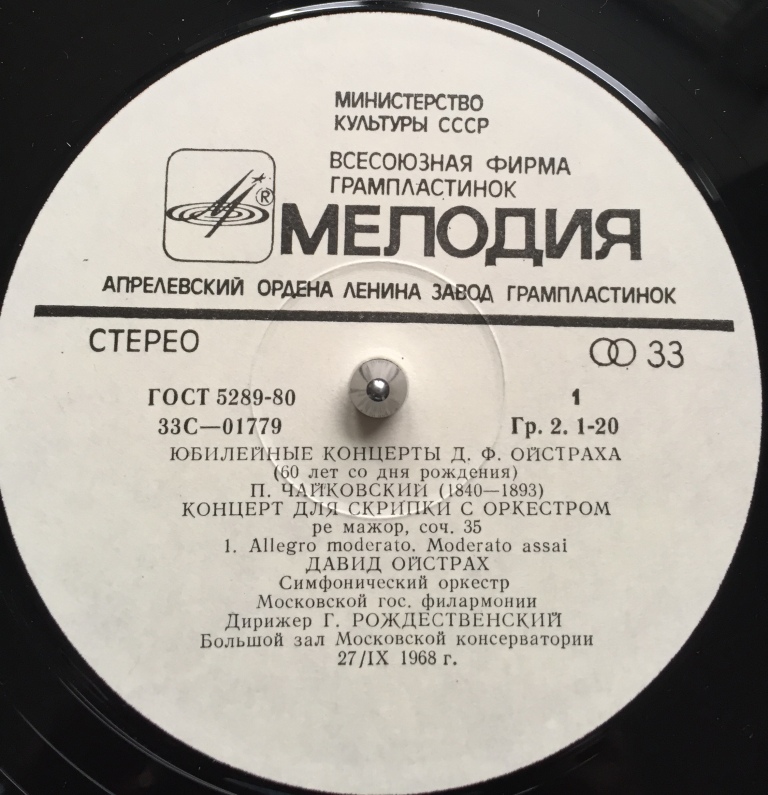 МИНИСТЕРСТВО
КУЛЬТУРЫ СССР
ВСЕСОЮЗНАЯ ФИРМА
ГРАМПЛАСТИНОК
®
МЕЛОДИЯ
АПРЕЛЕВСКИЙ ОРДЕНА ЛЕНИНА ЗАВОД ГРАМПЛАСТИНОК
СТЕРЕО 33
ГОСТ 5289-80 1
33С—01779 Гр. 2. 1-20
ЮБИЛЕЙНЫЕ КОНЦЕРТЫ Д. Ф. ОЙСТРАХА
(60 лет со дня рождения)
П. ЧАЙКОВСКИЙ (1840—1893)
КОНЦЕРТ ДЛЯ СКРИПКИ С ОРКЕСТРОМ
ре мажор, соч. 35
1. Allegro moderato. Moderato assai
ДАВИД ОЙСТРАХ
Симфонический оркестр
Московской гос. филармонии
Дирижер Г. РОЖДЕСТВЕНСКИЙ
Большой зал Московской консерватории
27/IX 1968 г.